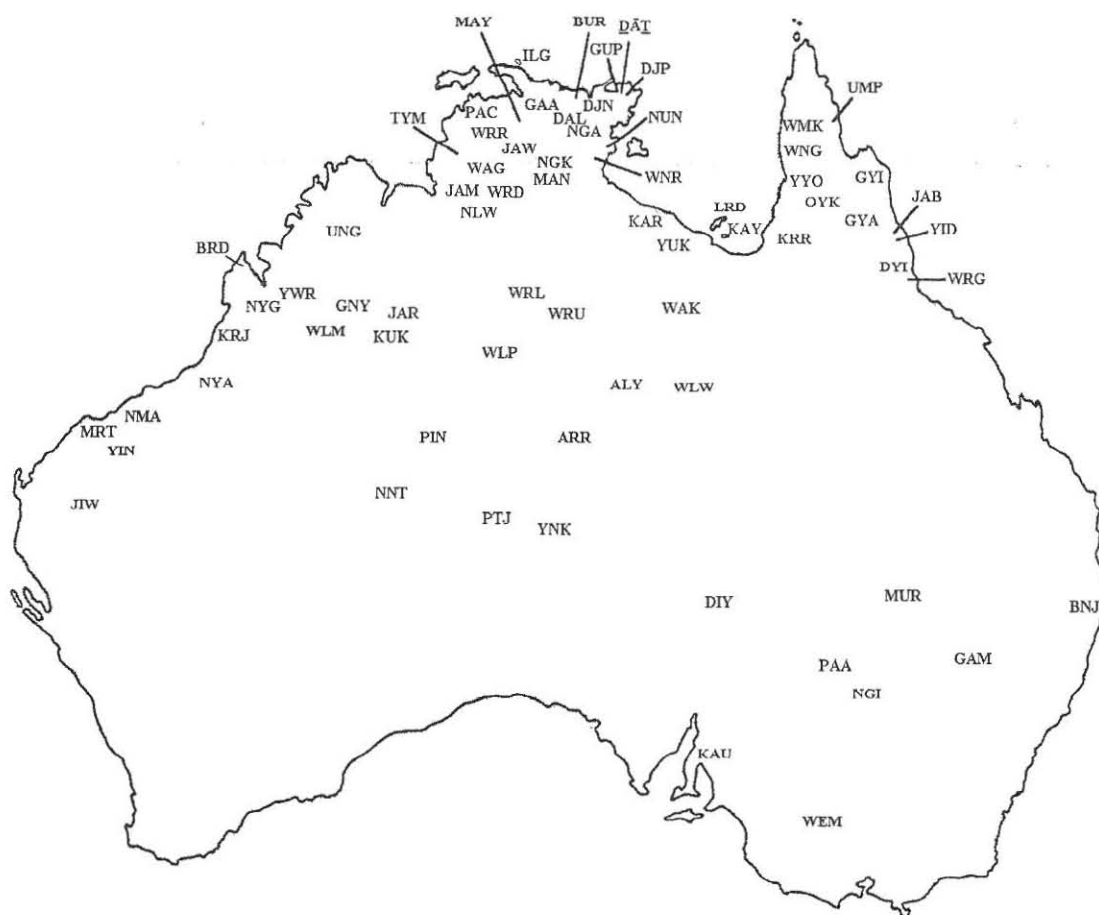 MAY
BUR
DÄT
ILG
GUP
DJP
GAA
DJN
UMP
TYM
PAC
DAL
NUN
WRR
NGA
WMK
JAW
WNG
WAG
NGK
WNR
MAN
YYO
GYI
JAM
WRD
OYK
JAB
NLW
LRD
KAR
GYA
YID
UNG
KAY
KRR
YUK
BRD
DYI
WRG
YWR
WRL
NYG
GNY
JAR
WRU
WAK
KRJ
WLM
KUK
WLP
NYA
ALY
WLW
NMA
MRT
YIN
PIN
ARR
NNT
JIW
PTJ
YNK
DIY
MUR
BNJ
PAA
GAM
NGI
KAU
WEM